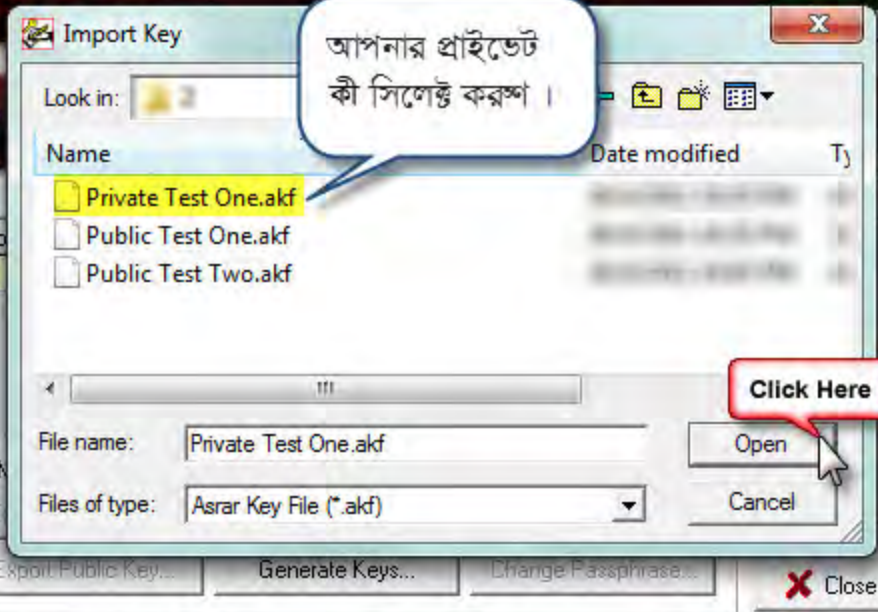 Import Key
আপনার প্রাইভেট
কী সিলেক্ট করুণ ।
Look in:
Name Date modified Ty
Private Test One.akf
Public Test One.akf
Public Test Two.akf
Click Here
File name: Private Test One.akf Open
Files of type: Asrar Key File (*.akf) Cancel
Export Public Key... Generate Keys... Change Passphrase...
Close